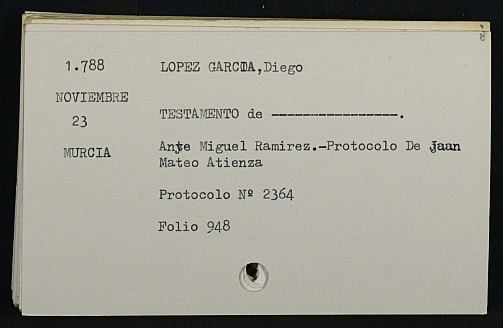 1.788
LOPEZ GARCIA,Diego
NOVIEMBRE
23
TESTAMENTO de ----------------.
MURCIA
Ante Miguel Ramirez.-Protocolo De Juan
Mateo Atienza
Protocolo Nº 2364
Folio 948